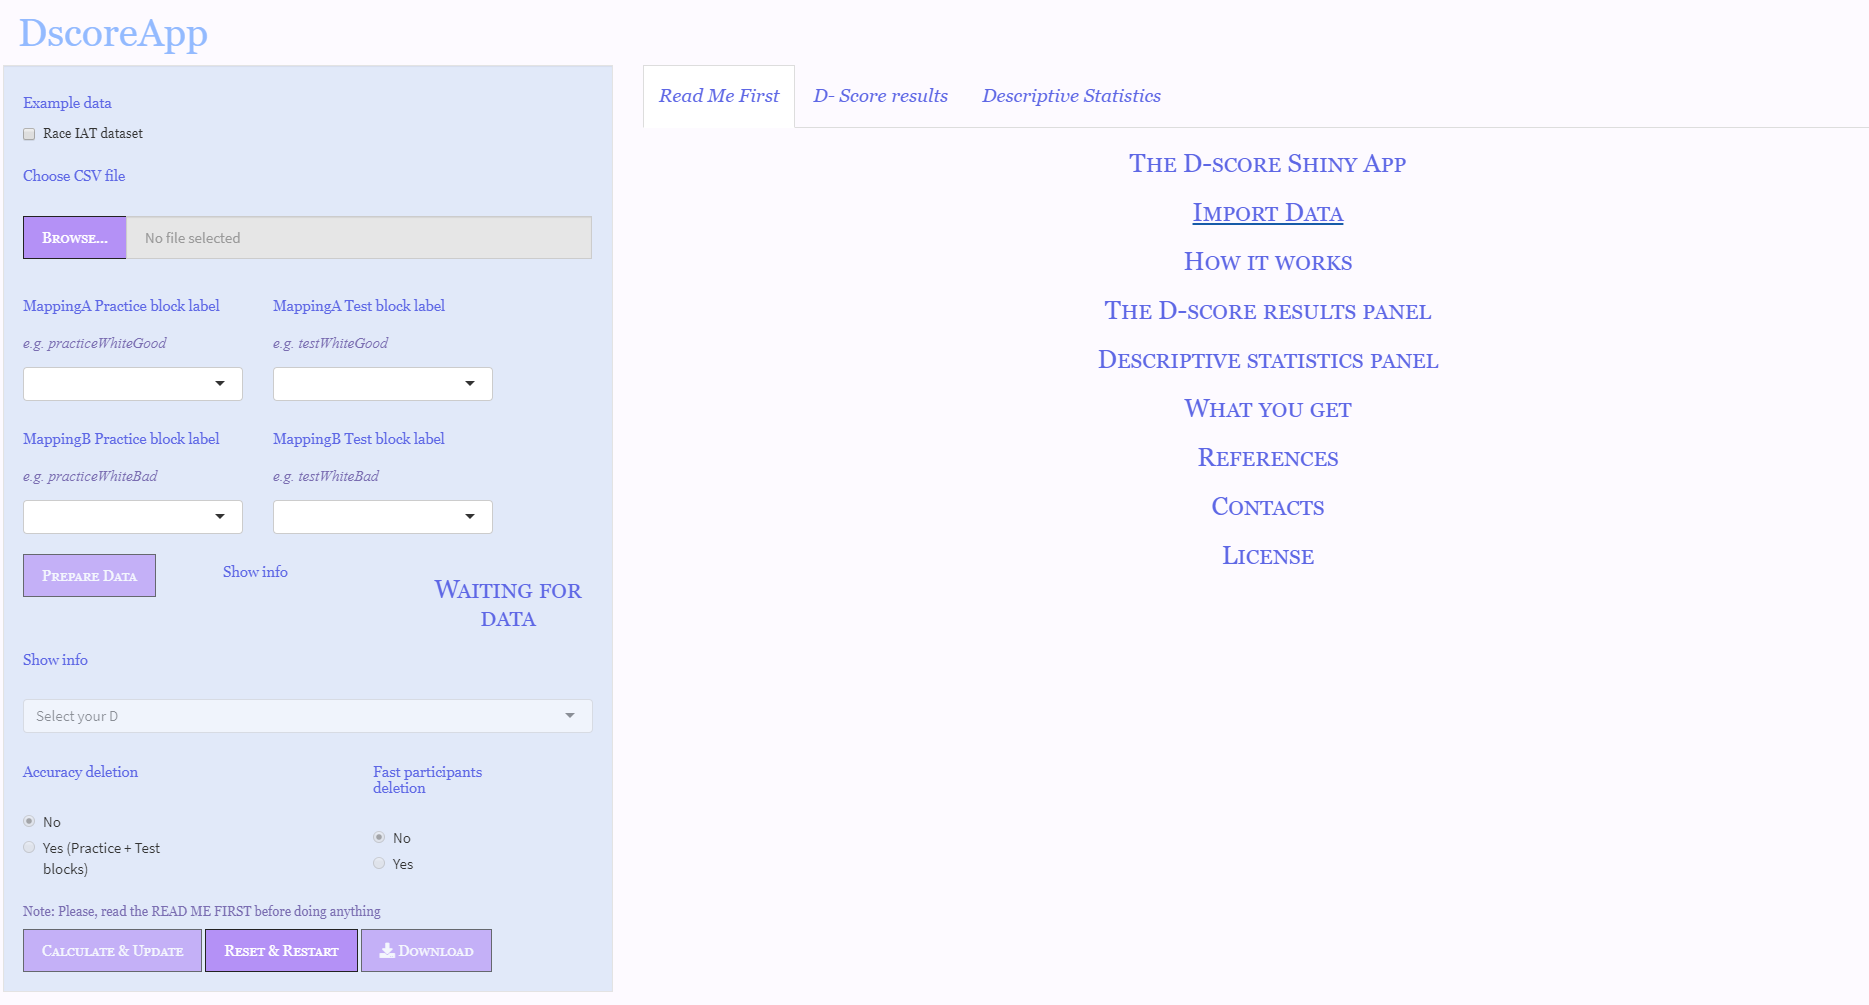 DscoreApp
Example data
Race IAT dataset
Choose CSV file
Browse...
No file selected
MappingA Practice block label
MappingA Test block label
e.g. practiceWhiteGood
e.g. testWhiteGood
MappingB Practice block label
MappingB Test block label
e.g. practiceWhiteBad
e.g. testWhiteBad
Prepare Data
Show info
Waiting for
data
Show info
Select your D
Accuracy deletion
No
Yes (Practice + Test
blocks)
Fast participants
deletion
No
Yes
Note: Please, read the READ ME FIRST before doing anything
Calculate & Update
Reset & Restart
Download
Read Me First
D- Score results
Descriptive Statistics
The D-score Shiny App
Import Data
How it works
The D-score results panel
Descriptive statistics panel
What you get
References
Contacts
License